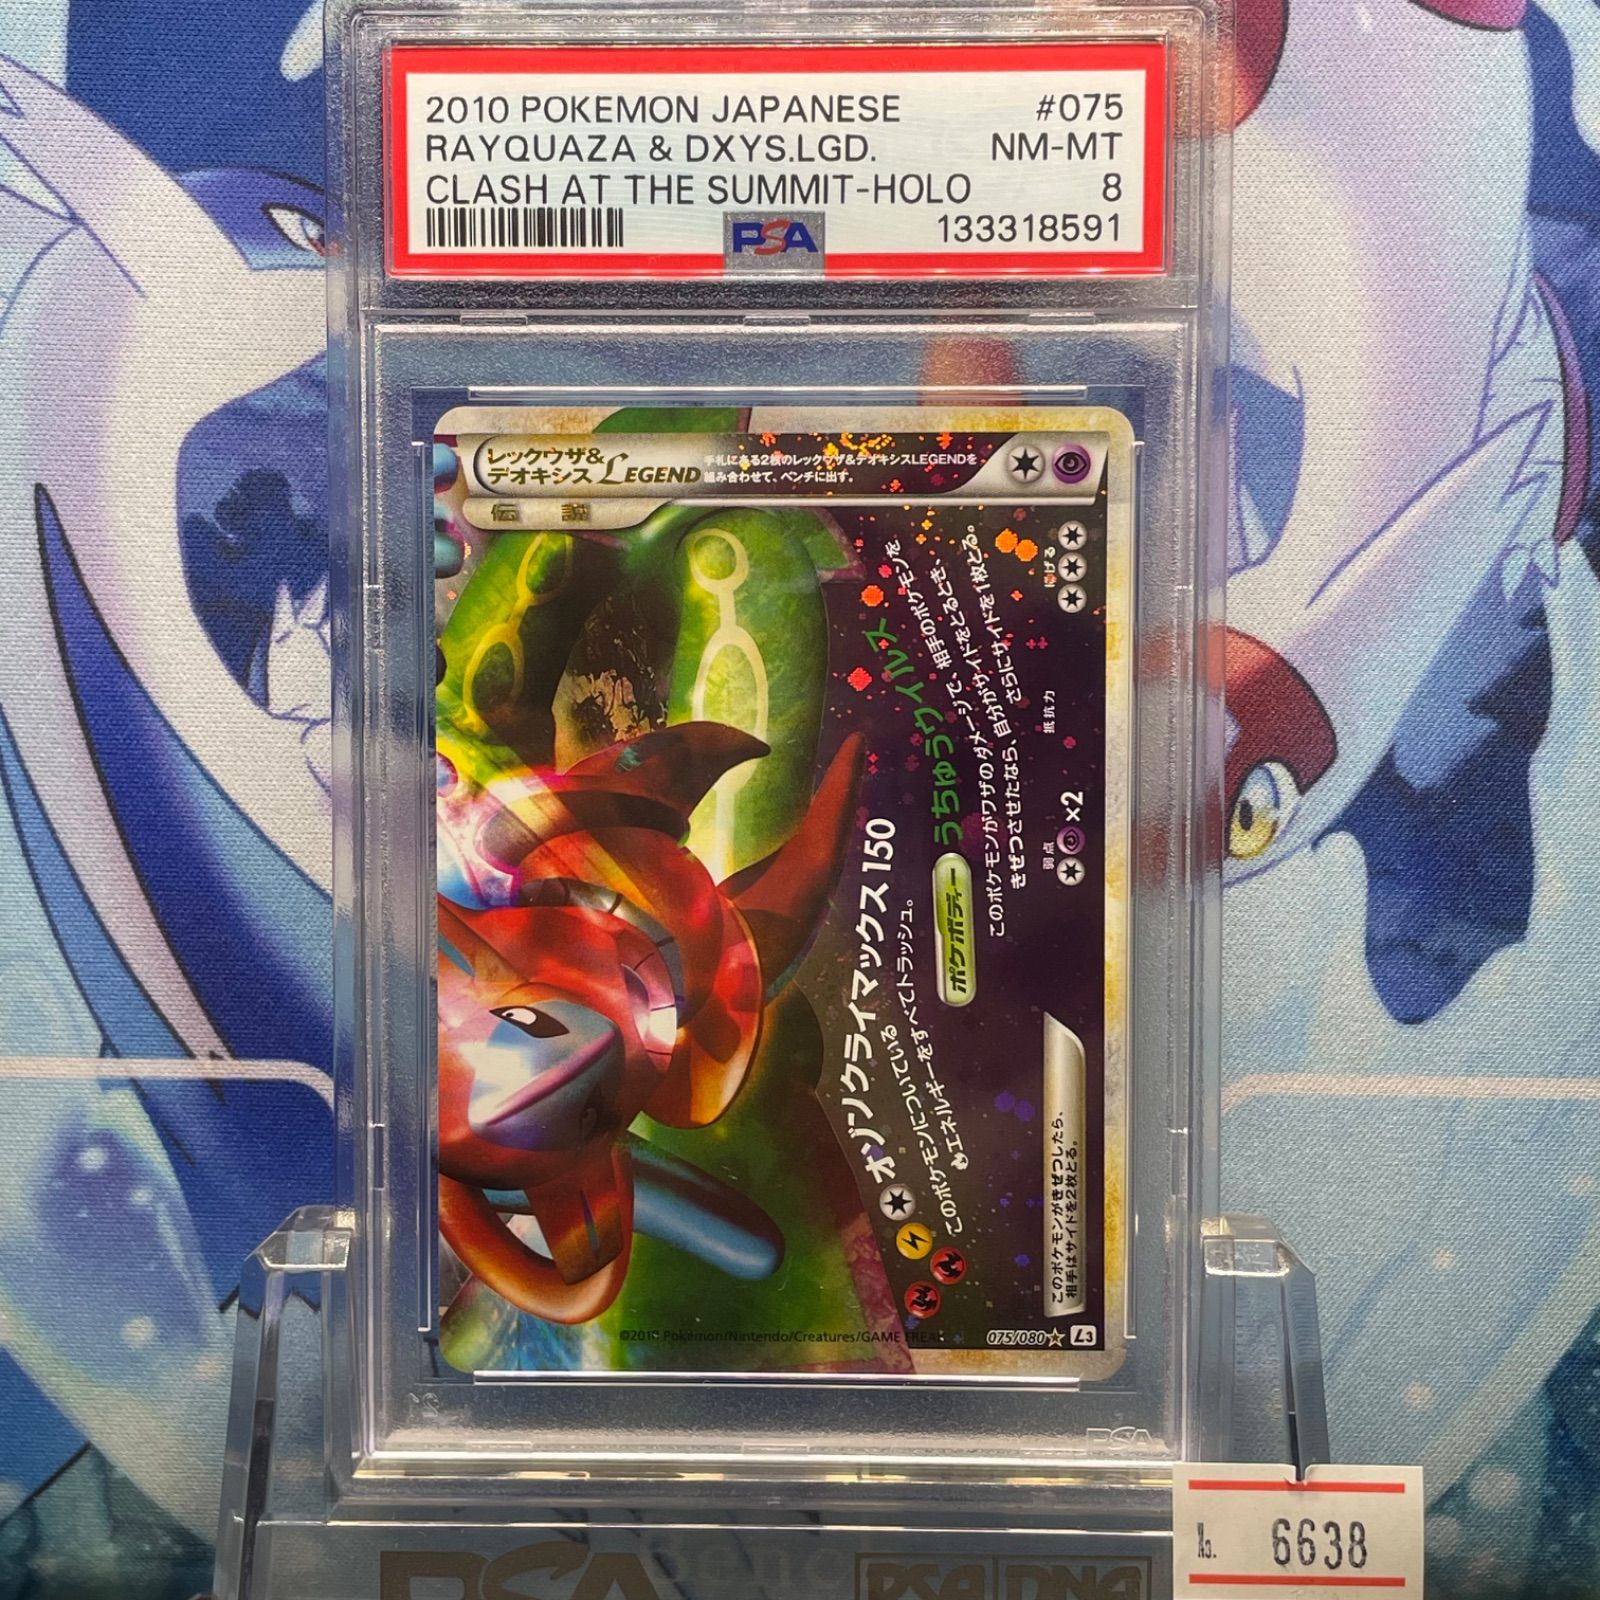 2010 POKEMON JAPANESE #075
RAYQUAZA & DXYS.LGD. NM-MT
CLASH AT THE SUMMIT-HOLO 8
PSA 133318591
レックウザ&
デオキシス LEGEND
手札にある2枚のレックウザ&デオキシスLEGENDを
組み合わせて、ベンチに出す。
伝説
オゾンクライマックス 150
このポケモンについている
エネルギーをすべてトラッシュ。
ポケボディー うちゅうウイルス
このポケモンがワザのダメージで、相手のポケモンを
きぜつさせたなら、自分がサイドをとるとき、
さらにサイドを1枚とる。
弱点 ×2
抵抗力
にげる
このポケモンがきぜつしたら、
相手はサイドを2枚とる。
©2010 Pokémon/Nintendo/Creatures/GAME FREAK
075/080 L3
PSA
PSA
PSA DNA
No. 6638